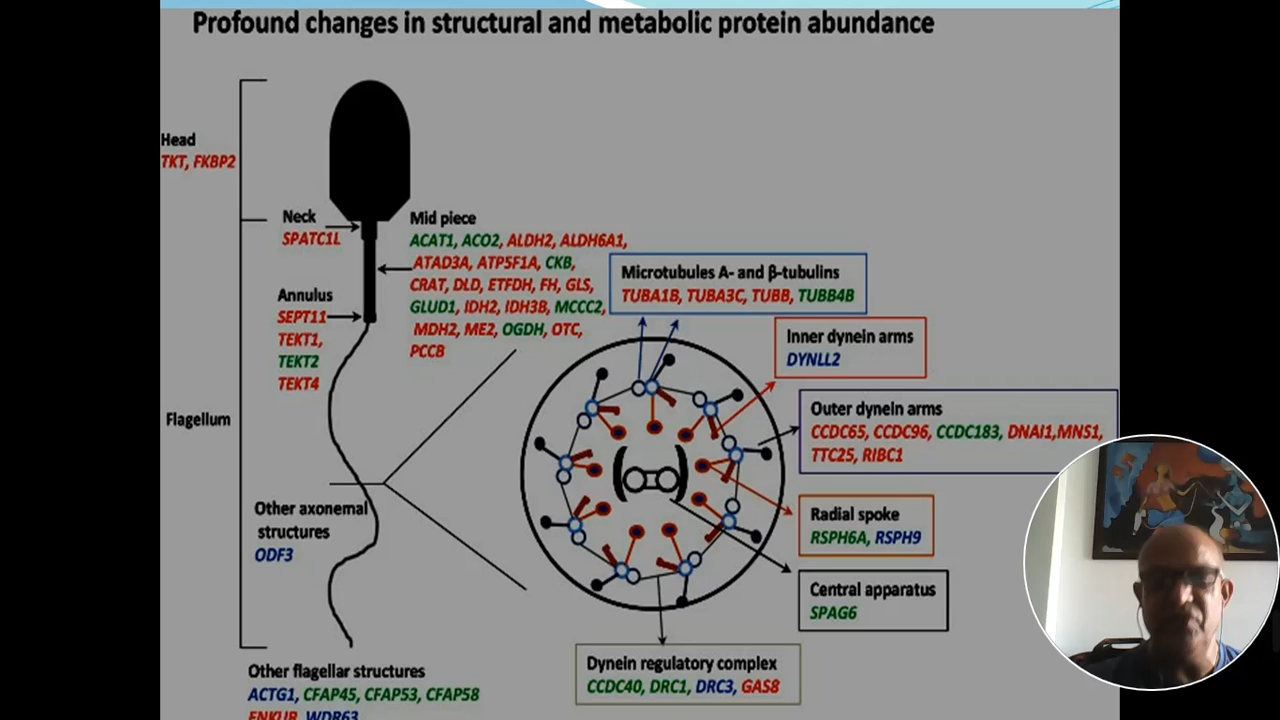 Profound changes in structural and metabolic protein abundance
Head
TKT, FKBP2
Neck
SPATC1L
Mid piece
ACAT1, ACO2, ALDH2, ALDH6A1,
ATAD3A, ATP5F1A, CKB,
CRAT, DLD, ETFDH, FH, GLS,
GLUD1, IDH2, IDH3B, MCCC2,
MDH2, ME2, OGDH, OTC,
PCCB
Annulus
SEPT11
TEKT1,
TEKT2
TEKT4
Microtubules A- and β-tubulins
TUBA1B, TUBA3C, TUBB, TUBB4B
Inner dynein arms
DYNLL2
Outer dynein arms
CCDC65, CCDC96, CCDC183, DNAI1,MNS1,
TTC25, RIBC1
Flagellum
Other axonemal
structures
ODF3
Radial spoke
RSPH6A, RSPH9
Central apparatus
SPAG6
Dynein regulatory complex
CCDC40, DRC1, DRC3, GAS8
Other flagellar structures
ACTG1, CFAP45, CFAP53, CFAP58
ENKUR, WDR63